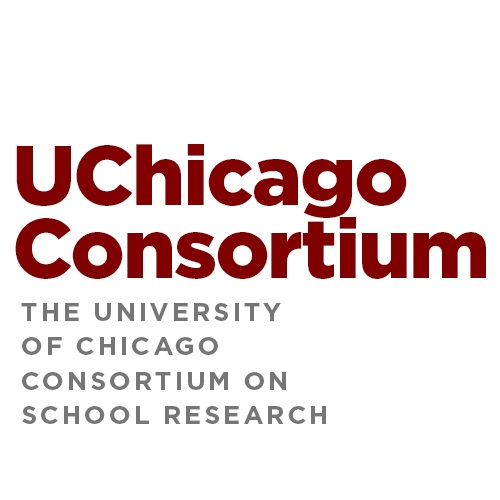 UChicago
Consortium
THE UNIVERSITY
OF CHICAGO
CONSORTIUM ON
SCHOOL RESEARCH